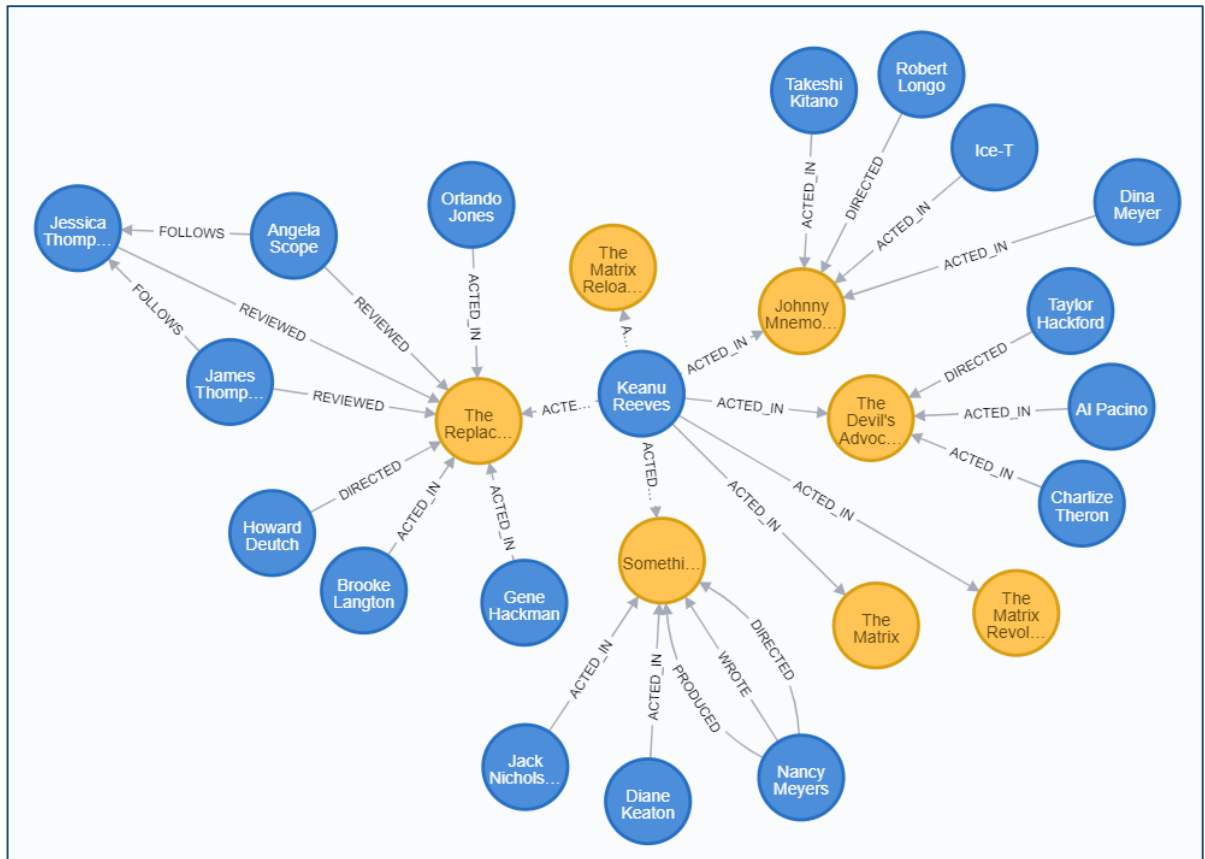 Takeshi
Kitano
Robert
Longo
Ice-T
Dina
Meyer
ACTED_IN
DIRECTED
ACTED_IN
ACTED_IN
Orlando
Jones
Jessica
Thomp...
FOLLOWS
Angela
Scope
The
Matrix
Reloa...
Johnny
Mnemo...
Taylor
Hackford
FOLLOWS
REVIEWED
REVIEWED
ACTED_IN
A...
ACTED_IN
DIRECTED
James
Thomp...
REVIEWED
The
Replac...
ACTE...
Keanu
Reeves
ACTED_IN
The
Devil's
Advoc...
ACTED_IN
Al Pacino
ACTED_IN
Charlize
Theron
DIRECTED
ACTED_IN
ACTED_IN
ACTED...
ACTED_IN
ACTED_IN
Howard
Deutch
Brooke
Langton
Gene
Hackman
Somethi...
The
Matrix
The
Matrix
Revol...
ACTED_IN
ACTED_IN
PRODUCED
WROTE
DIRECTED
Jack
Nichols...
Diane
Keaton
Nancy
Meyers